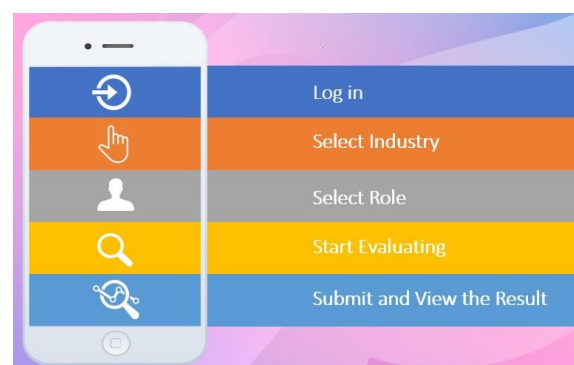 Log in
Select Industry
Select Role
Start Evaluating
Submit and View the Result